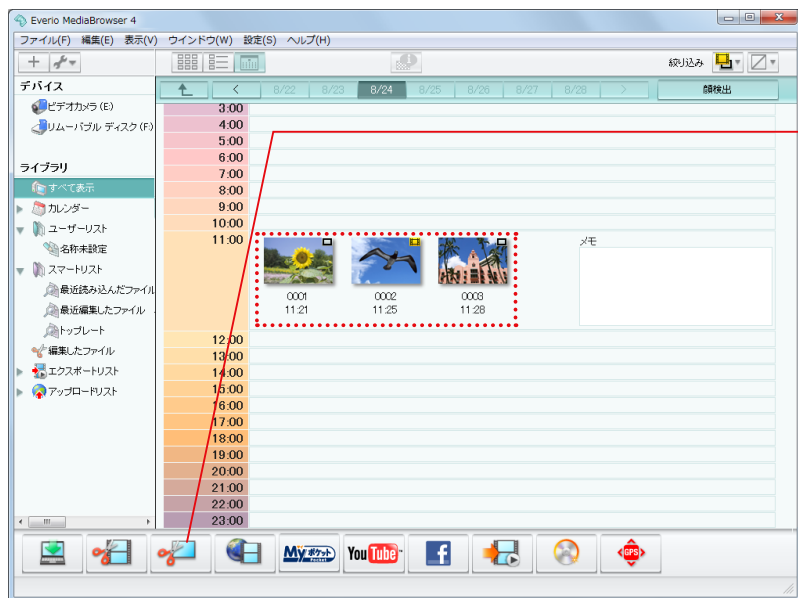 Everio MediaBrowser 4
ファイル(F) 編集(E) 表示(V) ウインドウ(W) 設定(S) ヘルプ(H)
絞り込み
デバイス
ビデオカメラ (E:)
リムーバブル ディスク (F:)
ライブラリ
すべて表示
カレンダー
ユーザーリスト
名称未設定
スマートリスト
最近読み込んだファイル
最近編集したファイル
トップレート
編集したファイル
エクスポートリスト
アップロードリスト
< 8/22 8/23 8/24 8/25 8/26 8/27 8/28 > 顔検出
3:00
4:00
5:00
6:00
7:00
8:00
9:00
10:00
11:00
メモ
0001 0002 0003
11:21 11:25 11:28
12:00
13:00
14:00
15:00
16:00
17:00
18:00
19:00
20:00
21:00
22:00
23:00
Myポケット Pocket YouTube f GPS